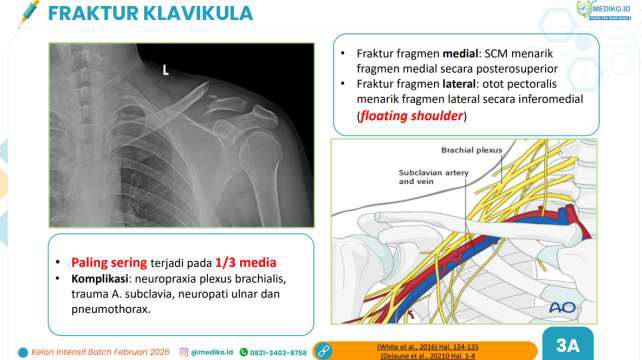 FRAKTUR KLAVIKULA
MEDIKO.ID
L
• Fraktur fragmen medial: SCM menarik
fragmen medial secara posterosuperior
• Fraktur fragmen lateral: otot pectoralis
menarik fragmen lateral secara inferomedial
(floating shoulder)
Brachial plexus
Subclavian artery
and vein
AO
• Paling sering terjadi pada 1/3 media
• Komplikasi: neuropraxia plexus brachialis,
trauma A. subclavia, neuropati ulnar dan
pneumothorax.
Kelon Intensif Batch Februari 2026
@mediko.id
0821-3403-8758
(White et al., 2016) Hal. 134-135
(Delaune et al., 20210 Hal. 1-4
3A